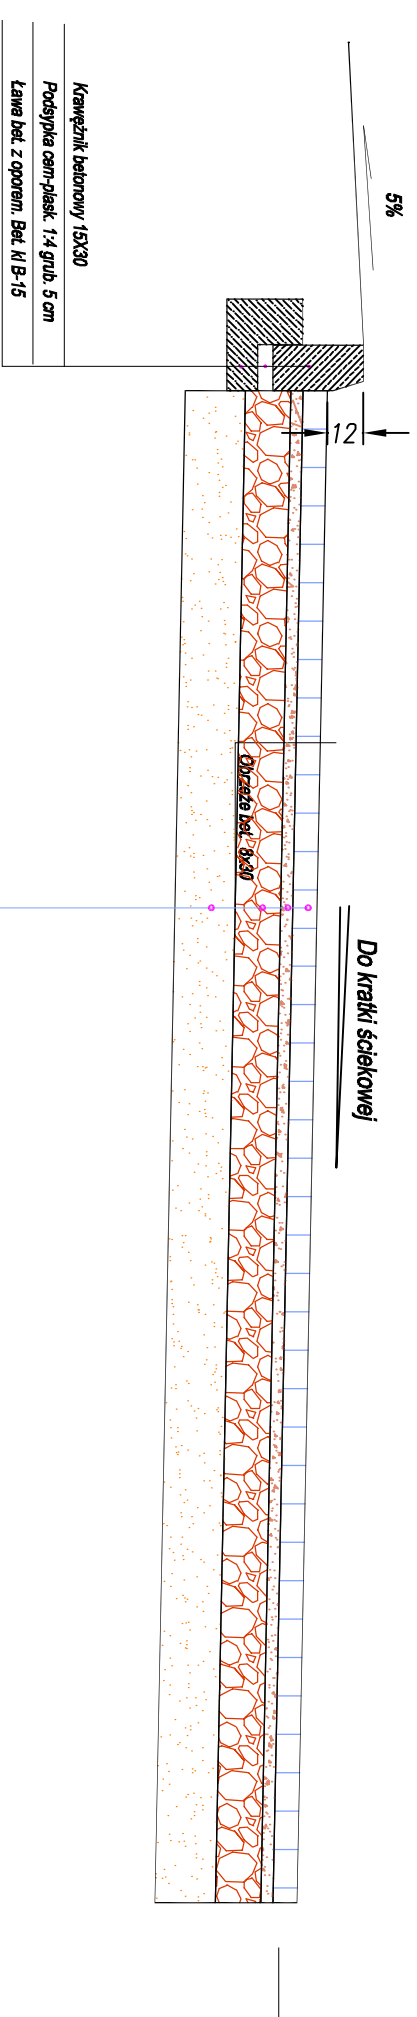 5%
Krawężnik betonowy 15X30
Podsypka cem-piask. 1:4 grub. 5 cm
Ława bet. z oporem. Bet. kl B-15
12
Obrzeże bet. 8x30
Do kratki ściekowej